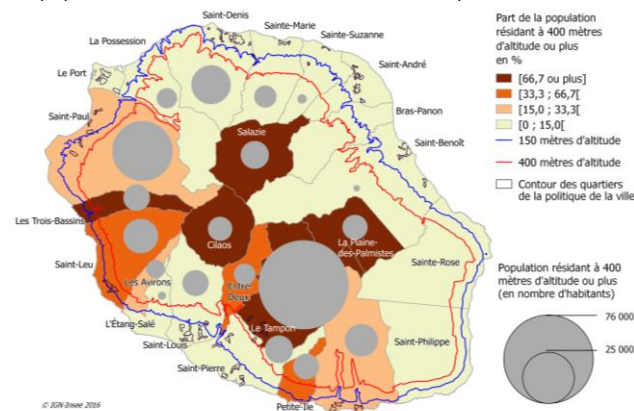 Saint-Denis
Sainte-Marie
Sainte-Suzanne
La Possession
Saint-André
Le Port
Bras-Panon
Saint-Paul
Salazie
Saint-Benoît
Les Trois-Bassins
Cilaos
La Plaine-
des-Palmistes
Saint-Leu
Sainte-Rose
Les Avirons
Entre-
Deux
Le Tampon
L'Étang-Salé
Saint-Louis
Saint-Philippe
Saint-Pierre
Petite-Ile
© IGN-Insee 2016
Part de la population
résidant à 400 mètres
d'altitude ou plus
en %
[66,7 ou plus]
[33,3 ; 66,7[
[15,0 ; 33,3[
[0 ; 15,0[
150 mètres d'altitude
400 mètres d'altitude
Contour des quartiers
de la politique de la ville
Population résidant à 400
mètres d'altitude ou plus
(en nombre d'habitants)
76 000
25 000